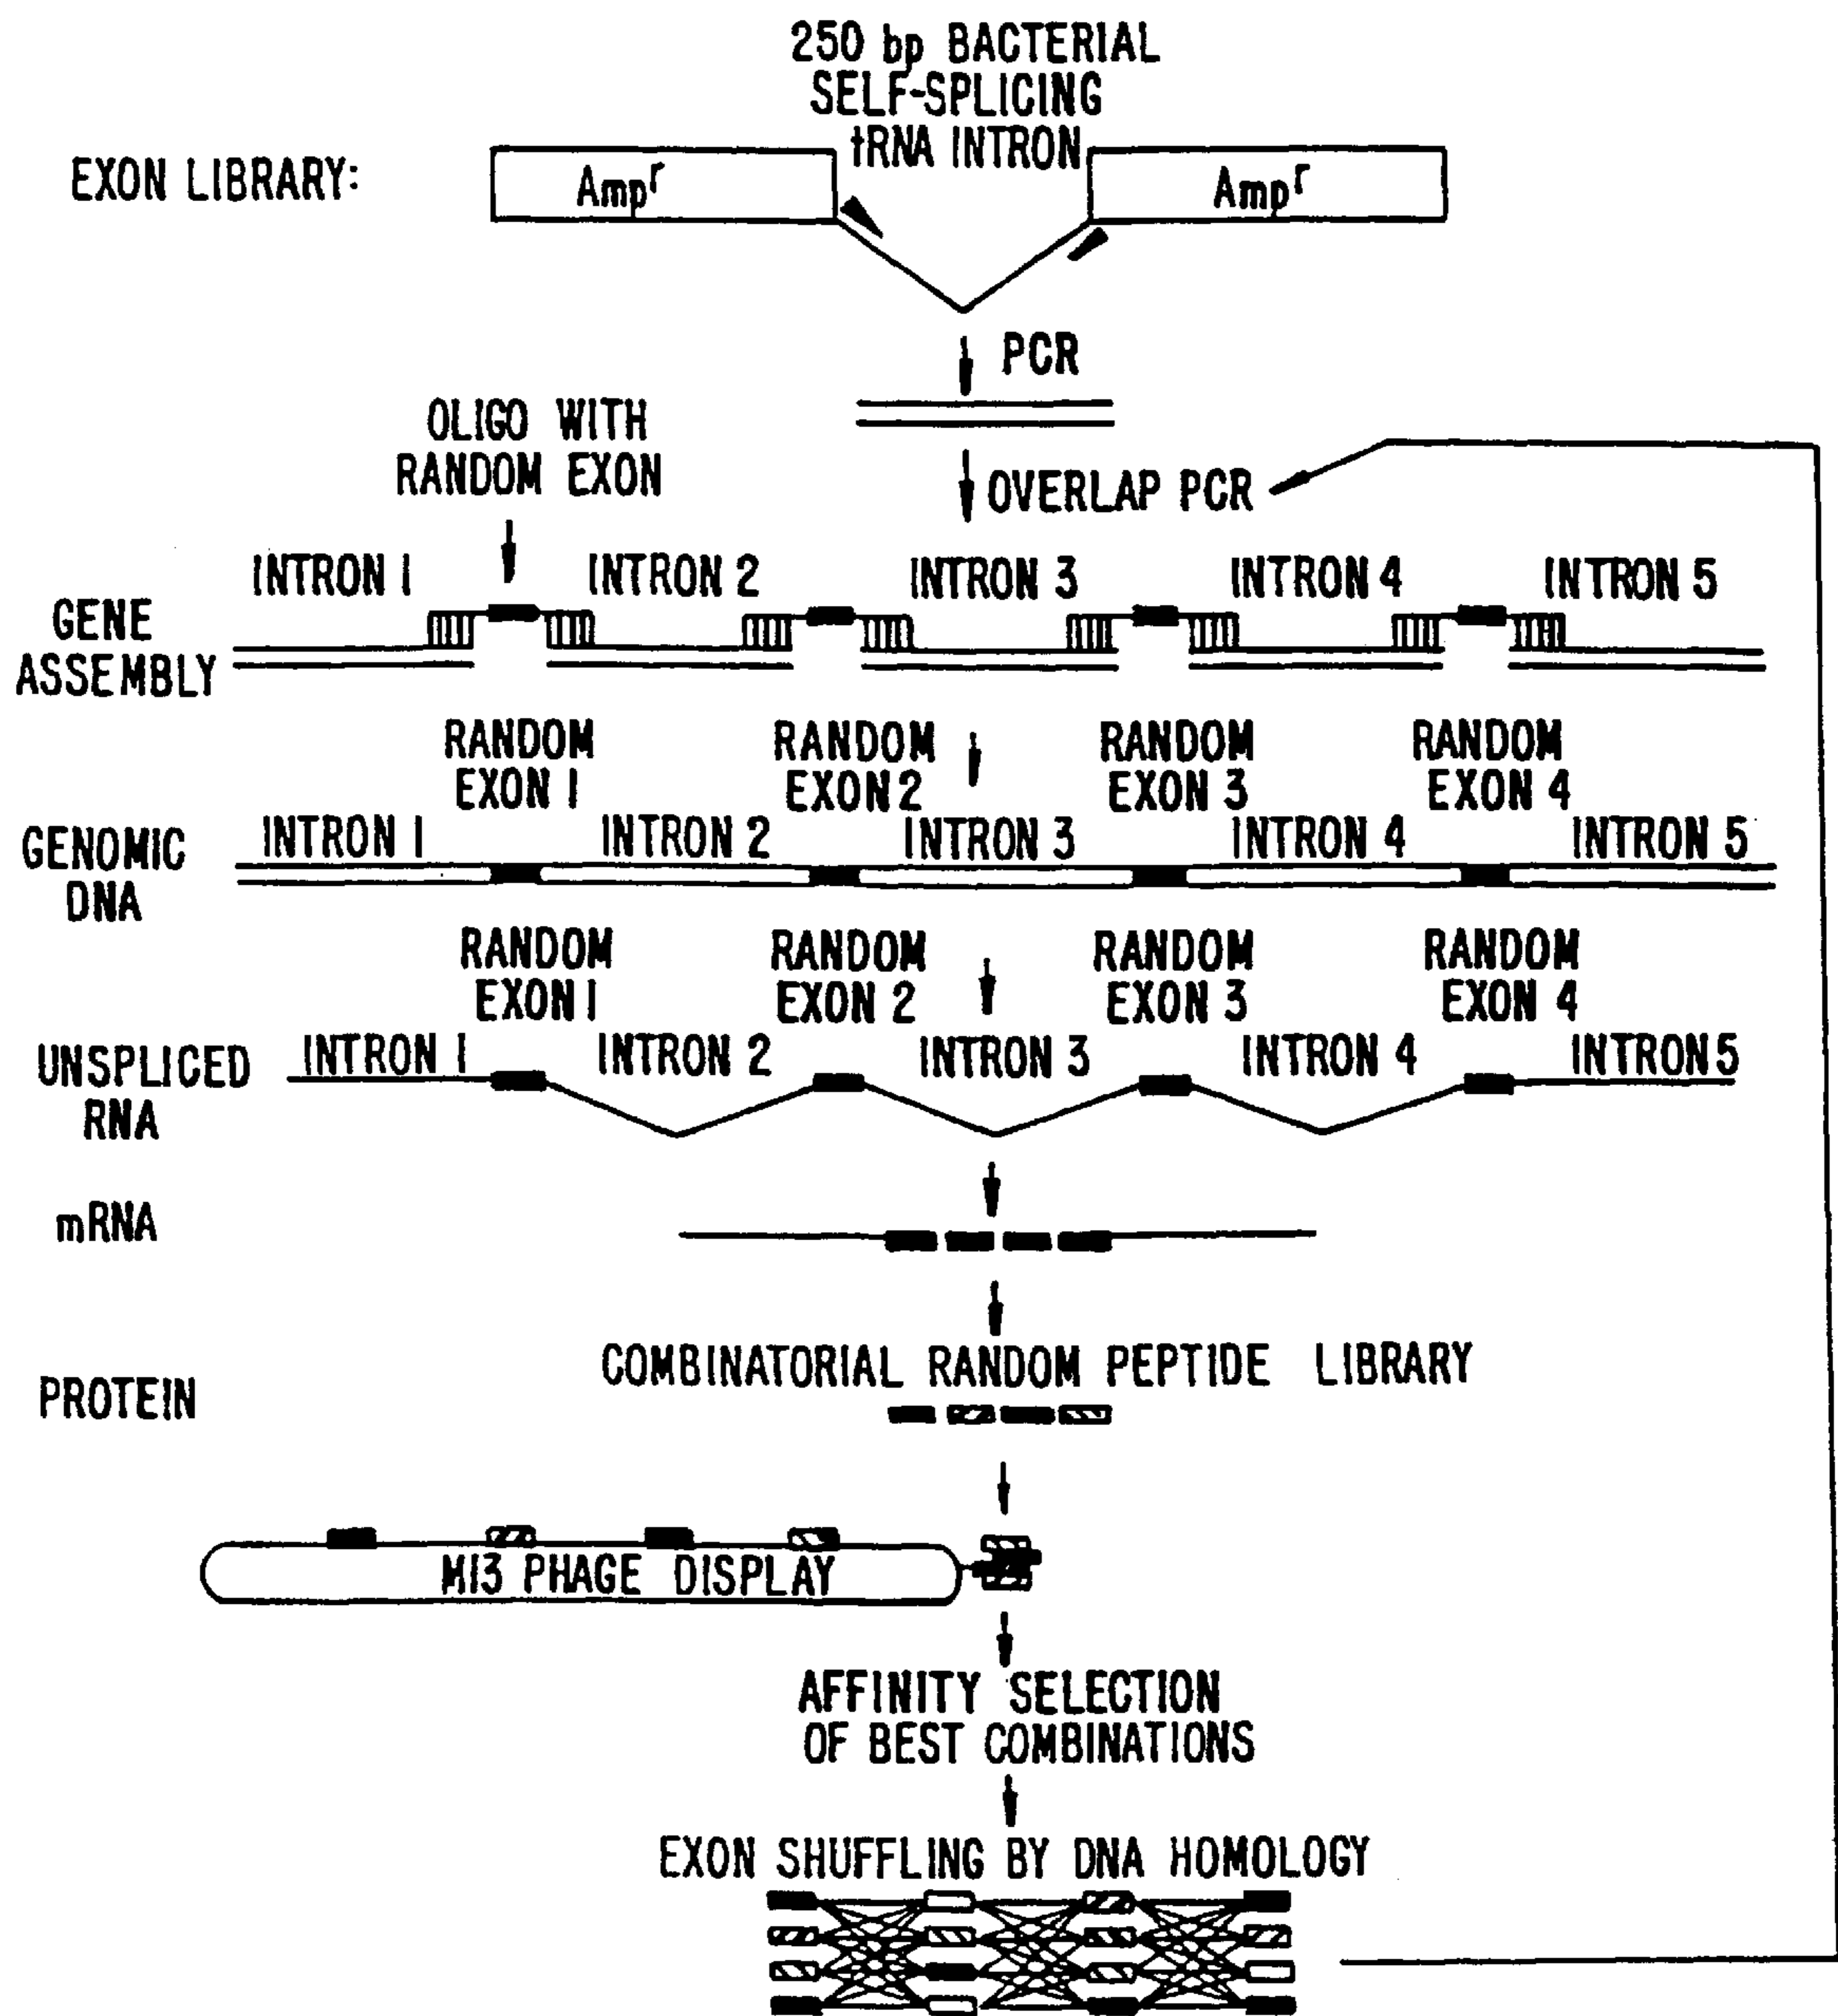 250 bp BACTERIAL
SELF-SPLICING
tRNA INTRON
EXON LIBRARY:
Ampʳ
Ampʳ
PCR
OLIGO WITH
RANDOM EXON
OVERLAP PCR
INTRON 1
INTRON 2
INTRON 3
INTRON 4
INTRON 5
GENE
ASSEMBLY
RANDOM
EXON 1
RANDOM
EXON 2
RANDOM
EXON 3
RANDOM
EXON 4
GENOMIC
DNA
INTRON 1
INTRON 2
INTRON 3
INTRON 4
INTRON 5
RANDOM
EXON 1
RANDOM
EXON 2
RANDOM
EXON 3
RANDOM
EXON 4
UNSPLICED
RNA
INTRON 1
INTRON 2
INTRON 3
INTRON 4
INTRON 5
mRNA
COMBINATORIAL RANDOM PEPTIDE LIBRARY
PROTEIN
M13 PHAGE DISPLAY
AFFINITY SELECTION
OF BEST COMBINATIONS
EXON SHUFFLING BY DNA HOMOLOGY